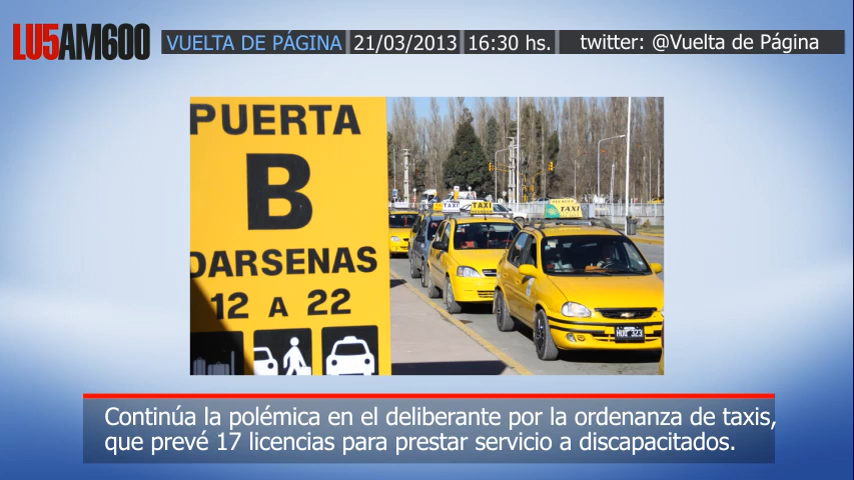 LU5AM600
VUELTA DE PÁGINA 21/03/2013 16:30 hs. twitter: @Vuelta de Página
PUERTA
B
DARSENAS
12 A 22
TAXI
TAXI
TAXI
Continúa la polémica en el deliberante por la ordenanza de taxis,
que prevé 17 licencias para prestar servicio a discapacitados.